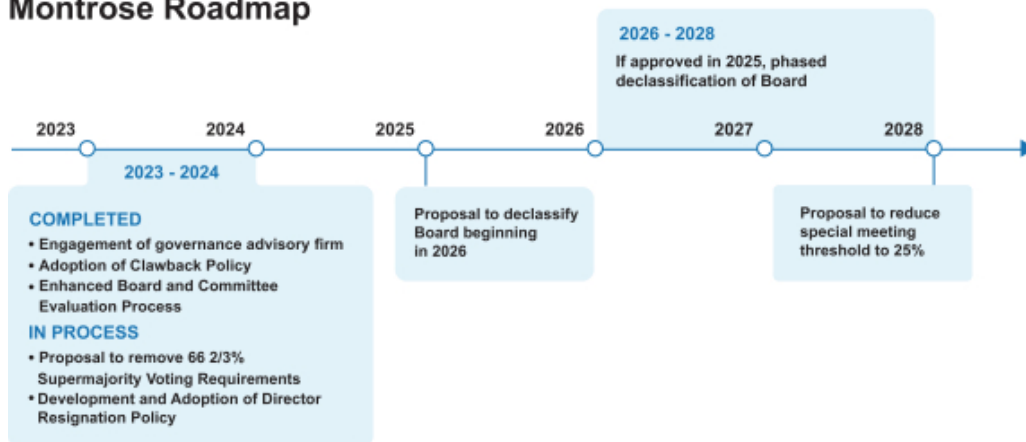 Montrose Roadmap
2026 - 2028
If approved in 2025, phased
declassification of Board
2023
2024
2025
2026
2027
2028
2023 - 2024
COMPLETED
• Engagement of governance advisory firm
• Adoption of Clawback Policy
• Enhanced Board and Committee
Evaluation Process
IN PROCESS
• Proposal to remove 66 2/3%
Supermajority Voting Requirements
• Development and Adoption of Director
Resignation Policy
Proposal to declassify
Board beginning
in 2026
Proposal to reduce
special meeting
threshold to 25%